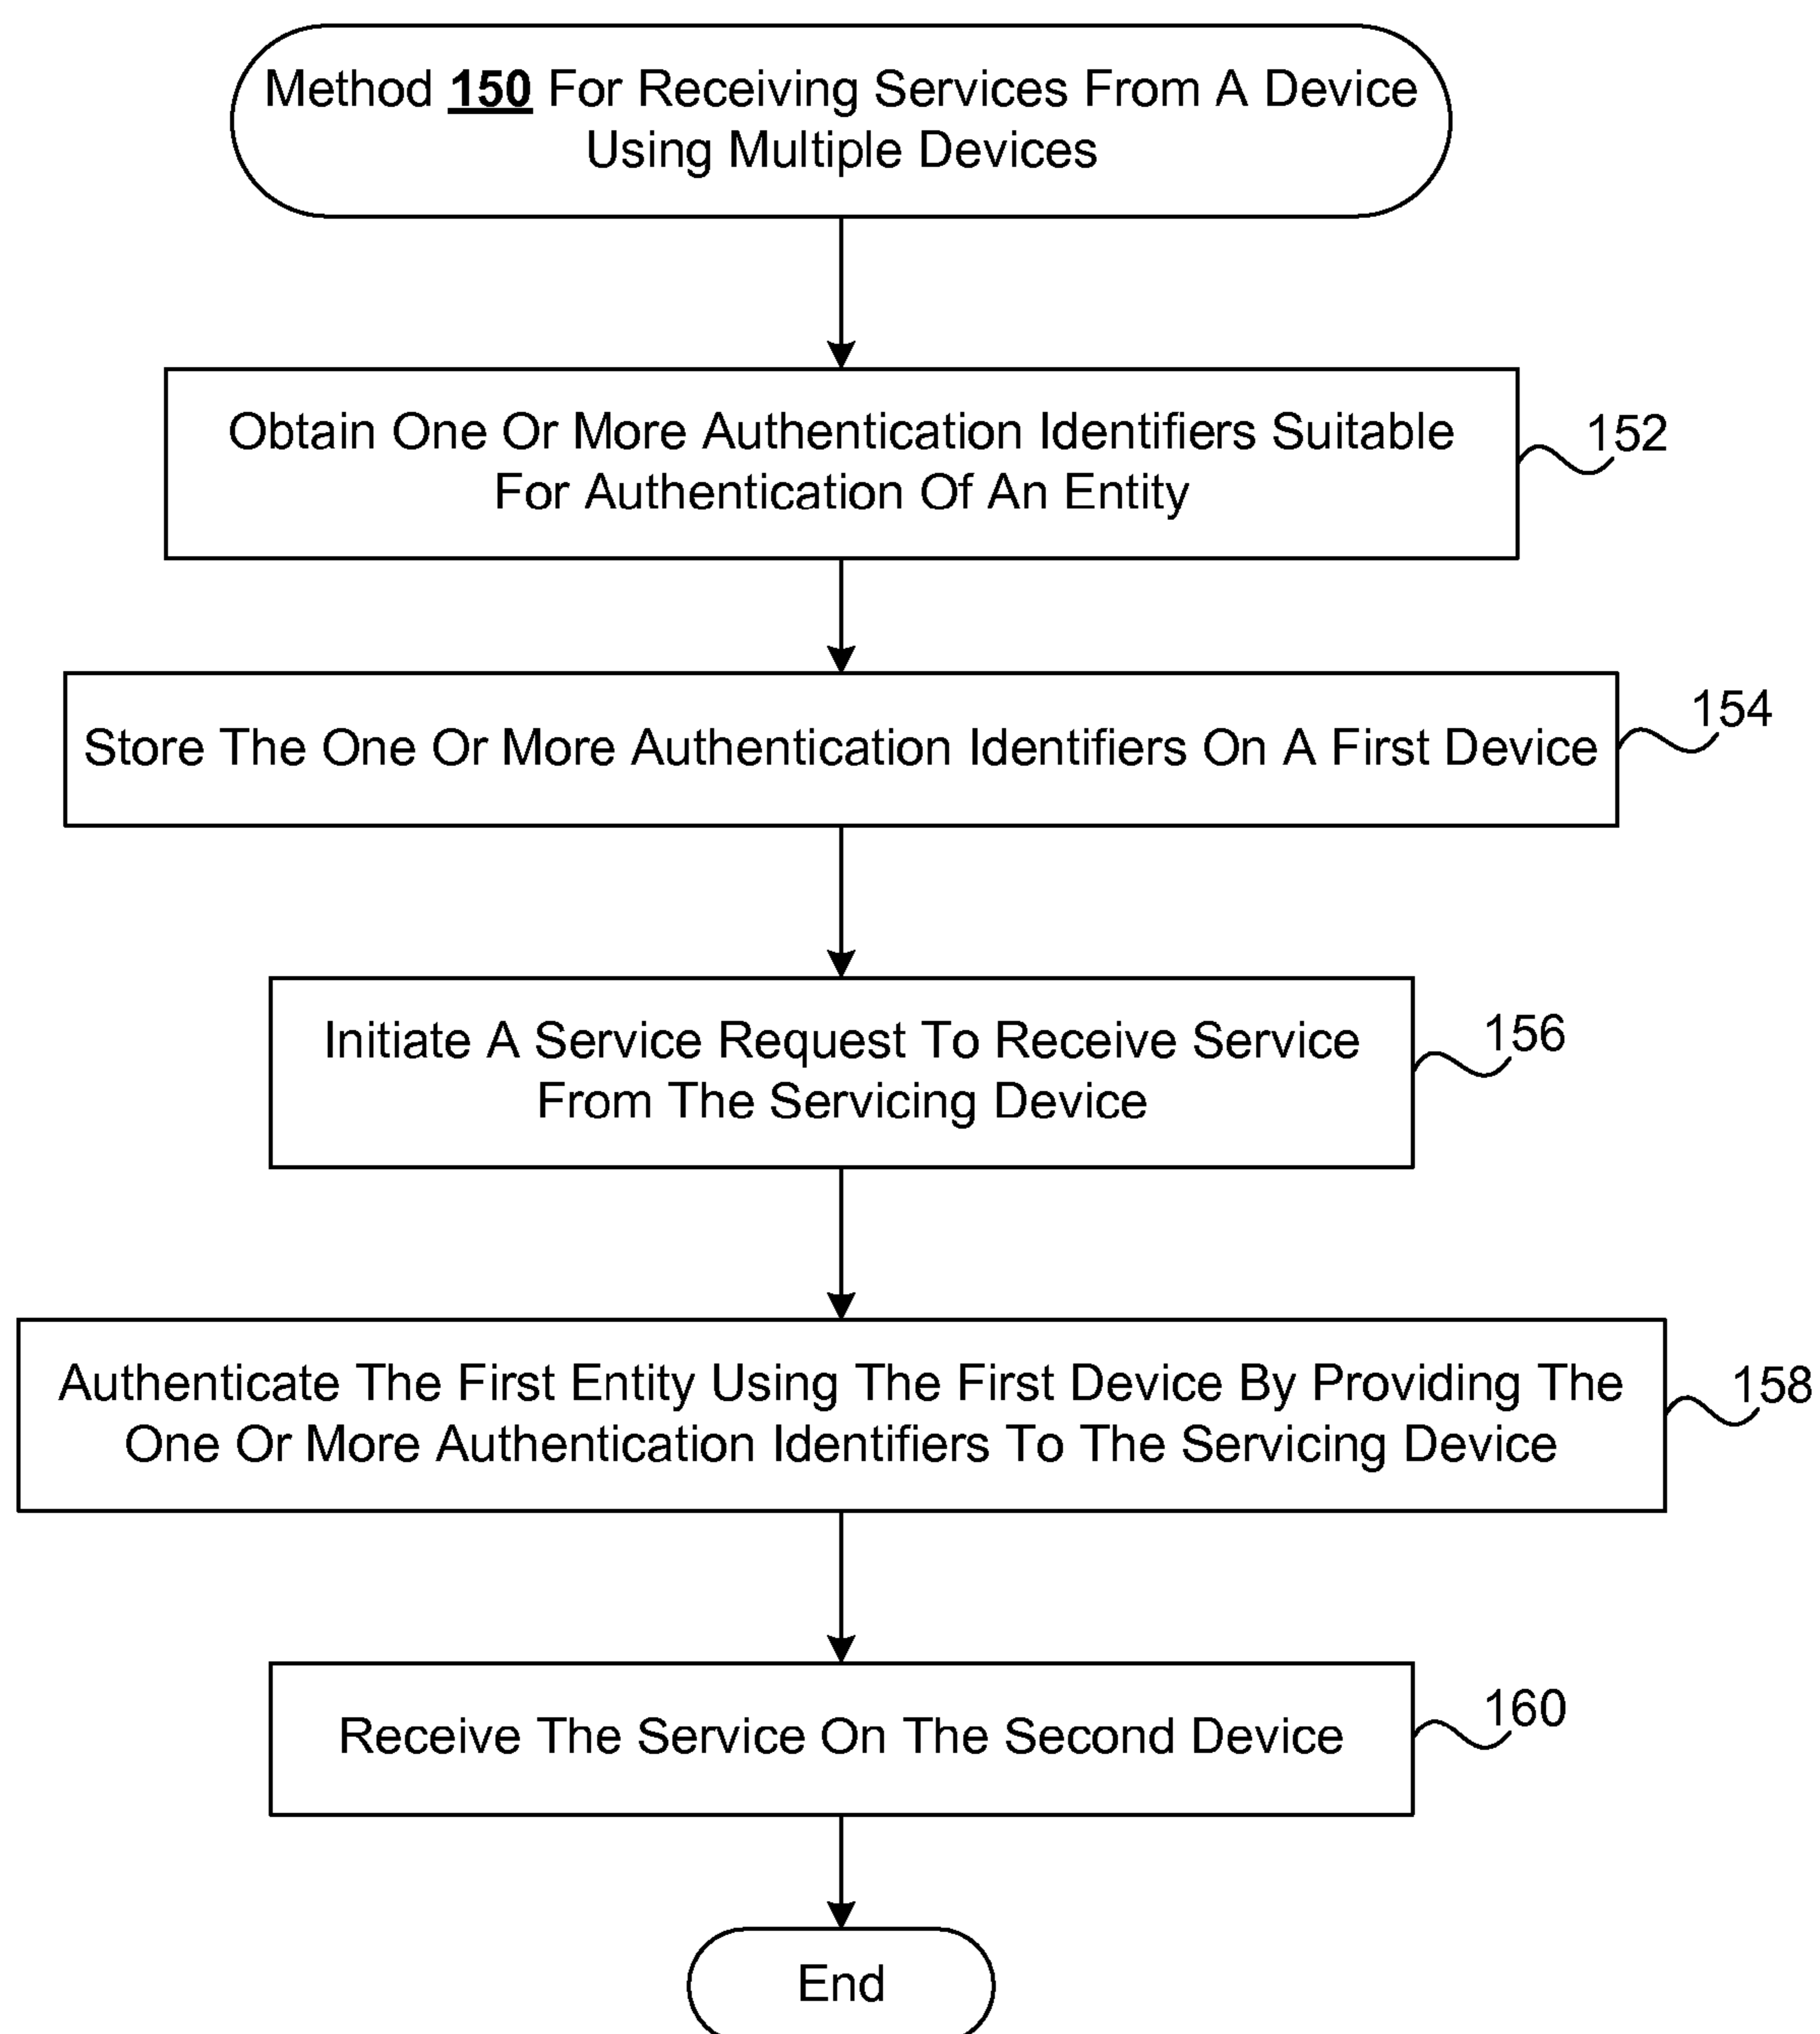 Method 150 For Receiving Services From A Device
Using Multiple Devices
Obtain One Or More Authentication Identifiers Suitable
For Authentication Of An Entity
152
Store The One Or More Authentication Identifiers On A First Device
154
Initiate A Service Request To Receive Service
From The Servicing Device
156
Authenticate The First Entity Using The First Device By Providing The
One Or More Authentication Identifiers To The Servicing Device
158
Receive The Service On The Second Device
160
End